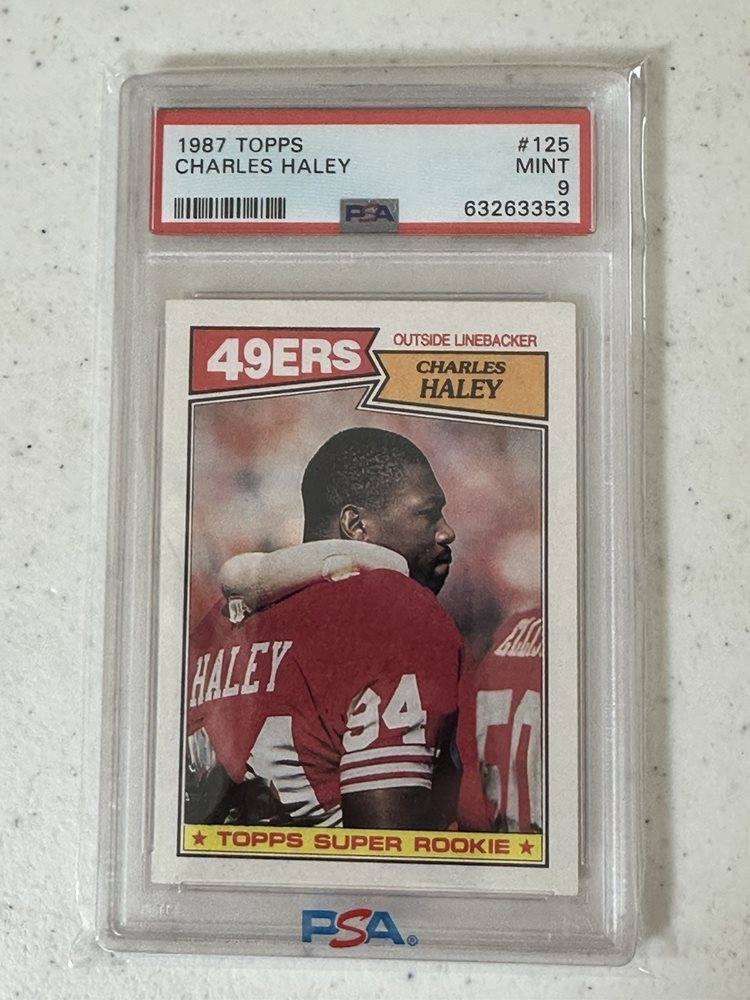 1987 TOPPS #125
CHARLES HALEY MINT
9
PSA 63263353
49ERS
OUTSIDE LINEBACKER
CHARLES
HALEY
HALEY
94
50
★ TOPPS SUPER ROOKIE ★
PSA®